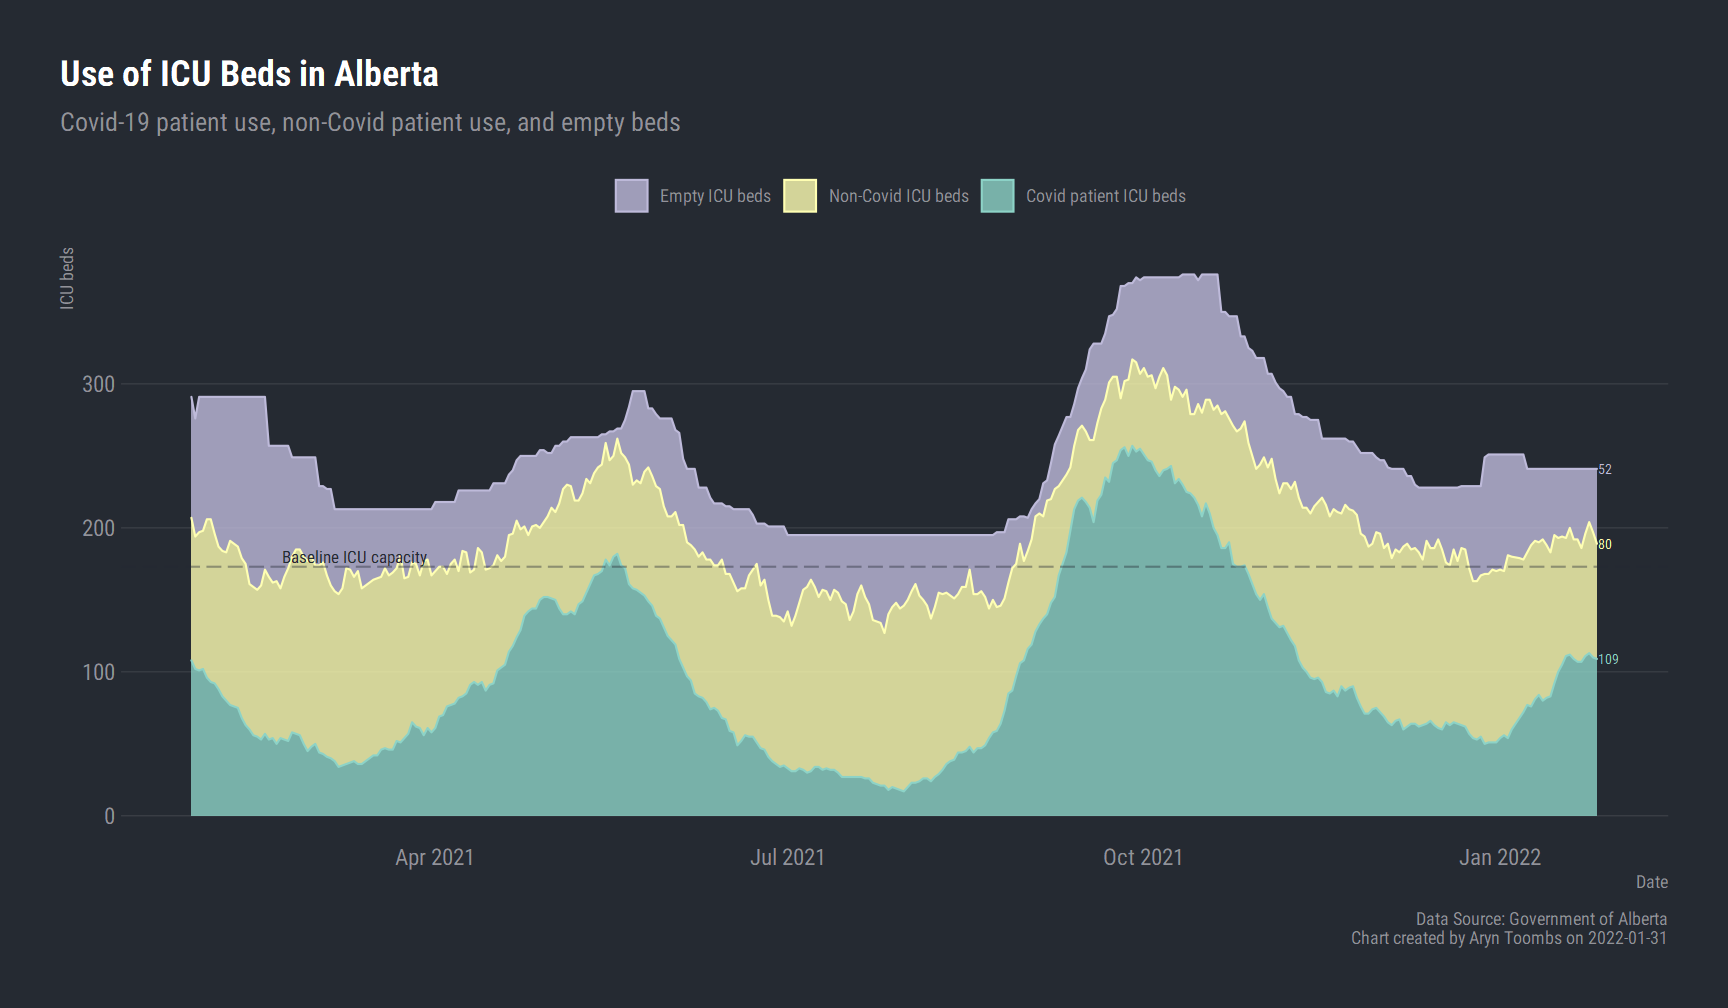 Use of ICU Beds in Alberta
Covid-19 patient use, non-Covid patient use, and empty beds
Empty ICU beds
Non-Covid ICU beds
Covid patient ICU beds
ICU beds
300
200
100
0
Baseline ICU capacity
52
80
109
Apr 2021
Jul 2021
Oct 2021
Jan 2022
Date
Data Source: Government of Alberta
Chart created by Aryn Toombs on 2022-01-31